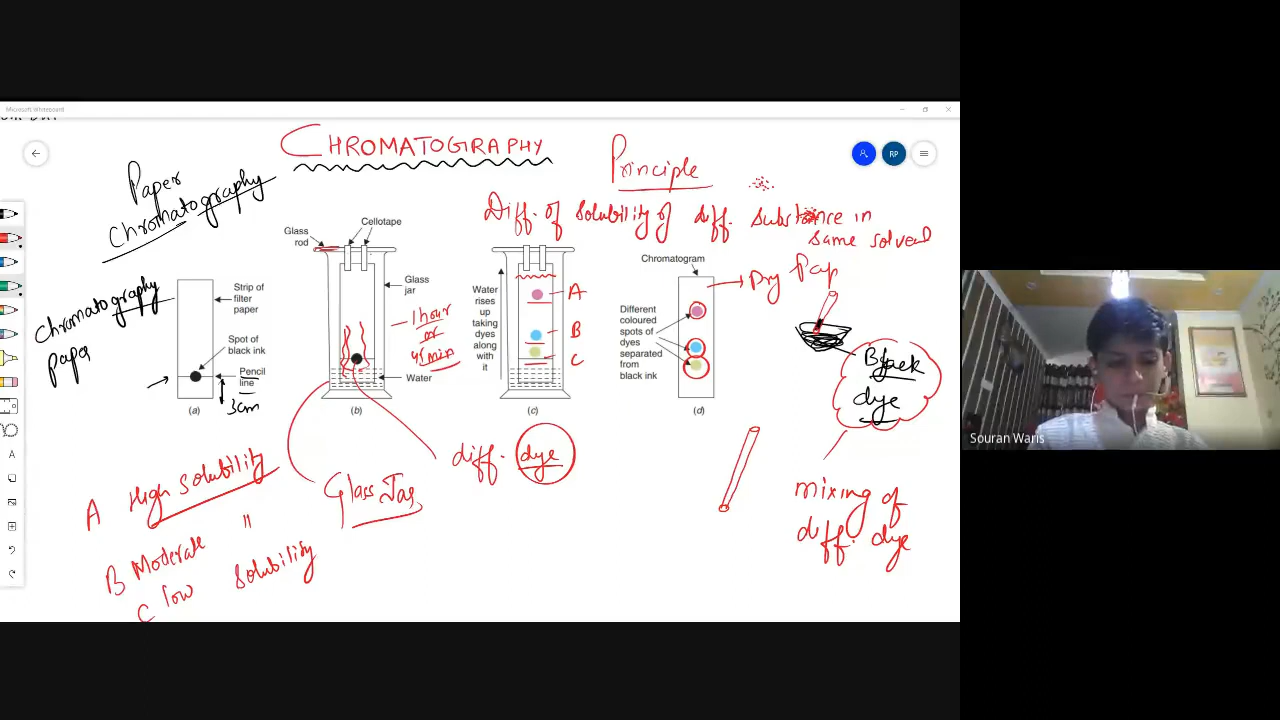 Microsoft Whiteboard
CHROMATOGRAPHY
Principle
RP
Paper
Chromatography
Diff. of Solubility of diff. Substance in
same solvent
Cellotape
Glass
rod
Chromatogram
Dry Pap
Chromatography
papa
Strip of
filter
paper
Spot of
black ink
Pencil
line
3cm
(a)
Glass
jar
1 hour
or
45 min
Water
(b)
Water
rises
up
taking
dyes
along
with
it
A
B
C
(c)
Different
coloured
spots of
dyes
separated
from
black ink
(d)
Black
dye
Souran Waris
diff. dye
Glass Jar
mixing of
diff. dye
A High Solubility
B Moderate "
C low Solubility
A